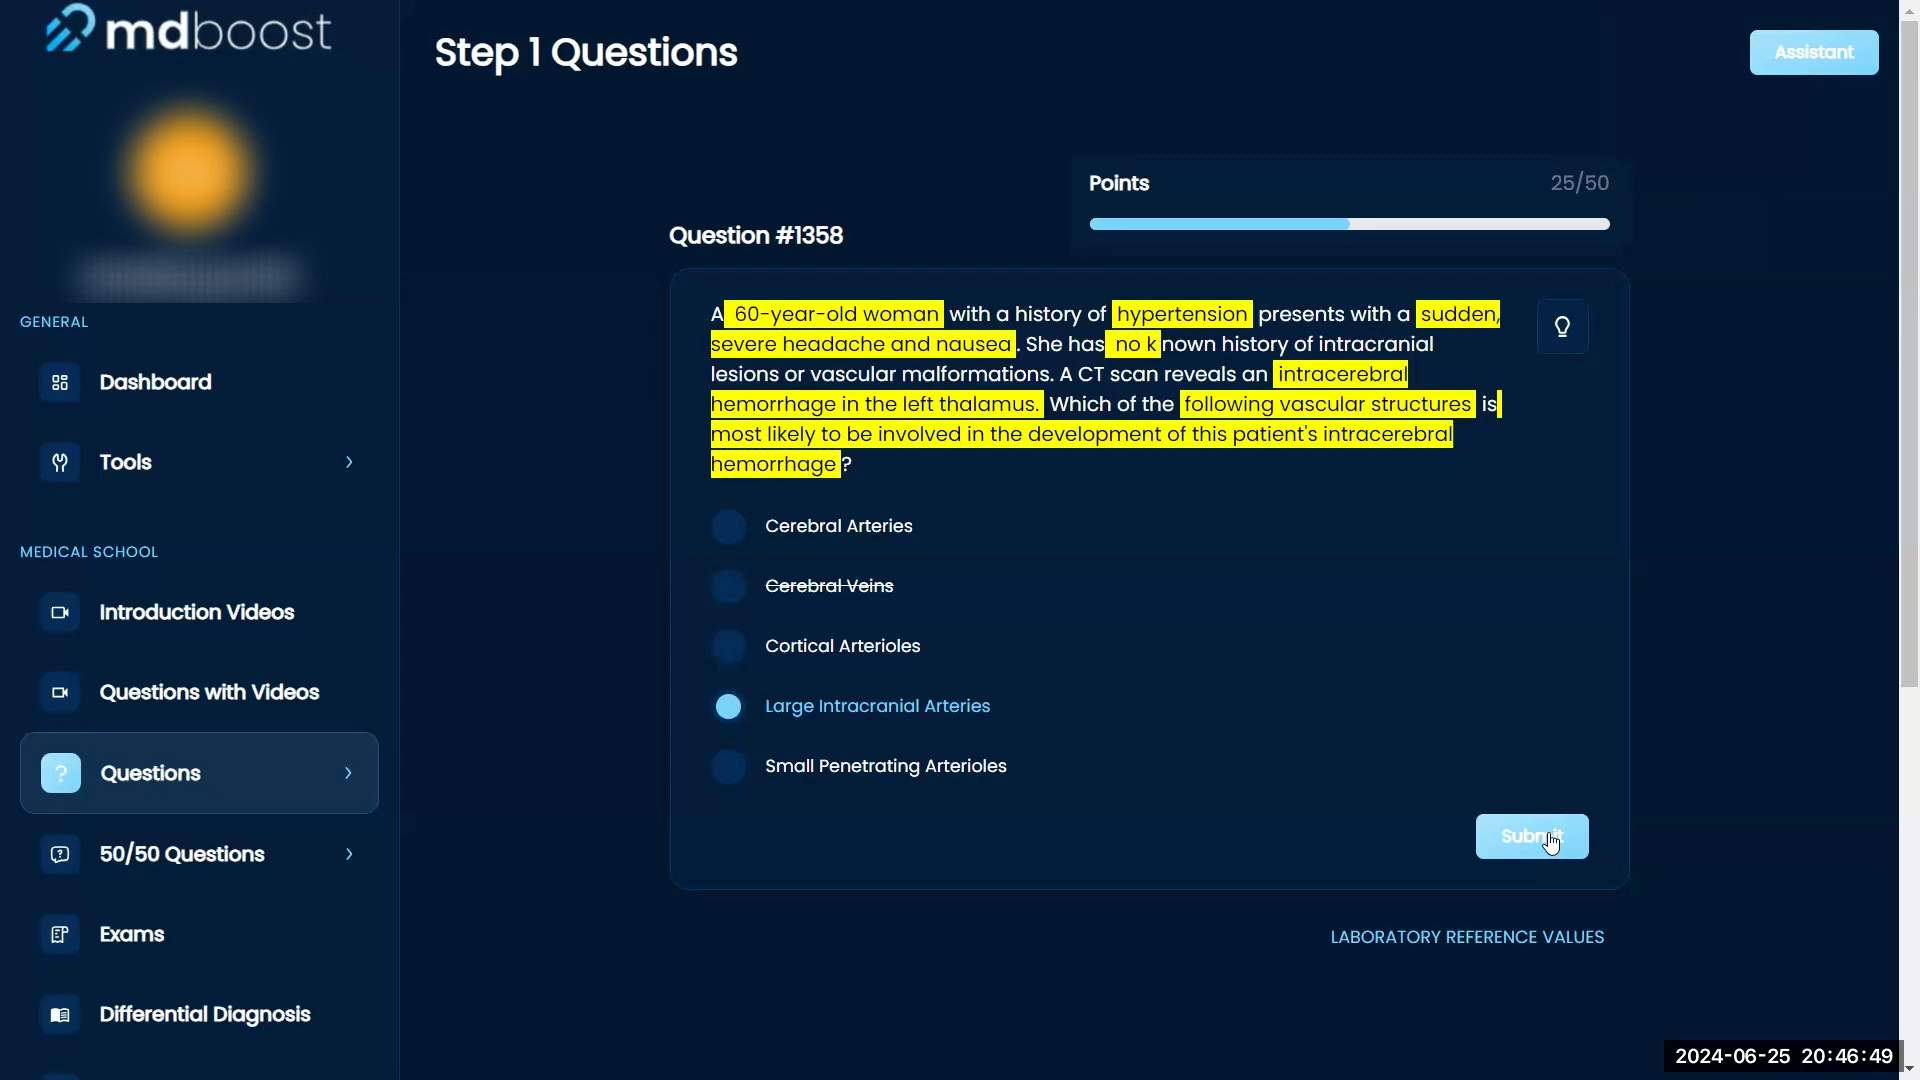 mdboost
Step 1 Questions
Assistant
Points
25/50
Question #1358
A 60-year-old woman with a history of hypertension presents with a sudden,
severe headache and nausea. She has no known history of intracranial
lesions or vascular malformations. A CT scan reveals an intracerebral
hemorrhage in the left thalamus. Which of the following vascular structures is
most likely to be involved in the development of this patient's intracerebral
hemorrhage?
Cerebral Arteries
Cerebral Veins
Cortical Arterioles
Large Intracranial Arteries
Small Penetrating Arterioles
Submit
LABORATORY REFERENCE VALUES
GENERAL
Dashboard
Tools
MEDICAL SCHOOL
Introduction Videos
Questions with Videos
? Questions
50/50 Questions
Exams
Differential Diagnosis
2024-06-25 20:46:49